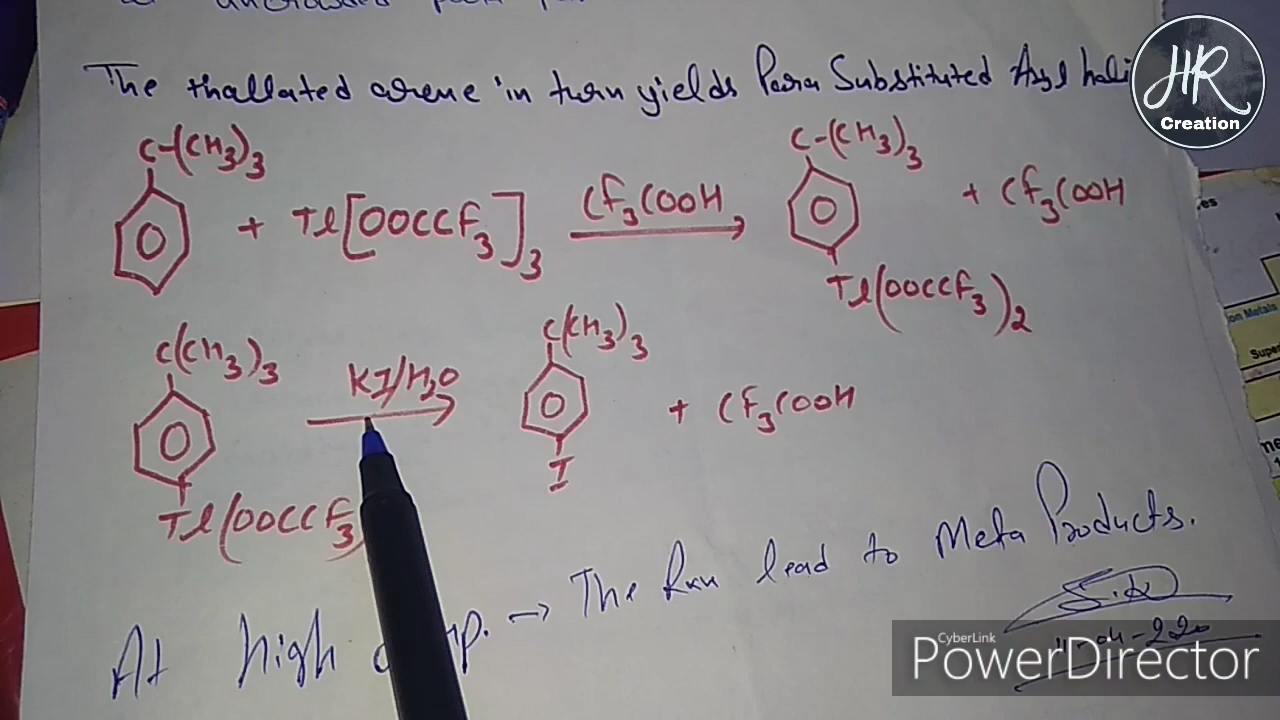 The thallated arene in turn yields Para Substituted Aryl hali
HR
Creation
C-(CH3)3
+ Tl[OOCCF3]3
CF3COOH
C-(CH3)3
+ CF3COOH
Tl(OOCCF3)2
C(CH3)3
KI/H2O
C(CH3)3
+ CF3COOH
I
Tl(OOCCF3)
At high
The Rxn lead to Meta Products.
CyberLink
PowerDirector